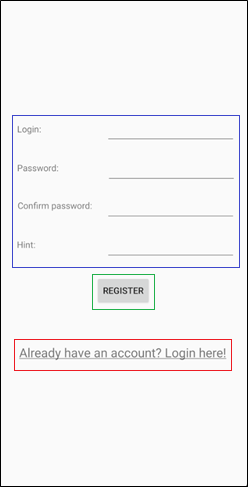 Login:
Password:
Confirm password:
Hint:
REGISTER
Already have an account? Login here!